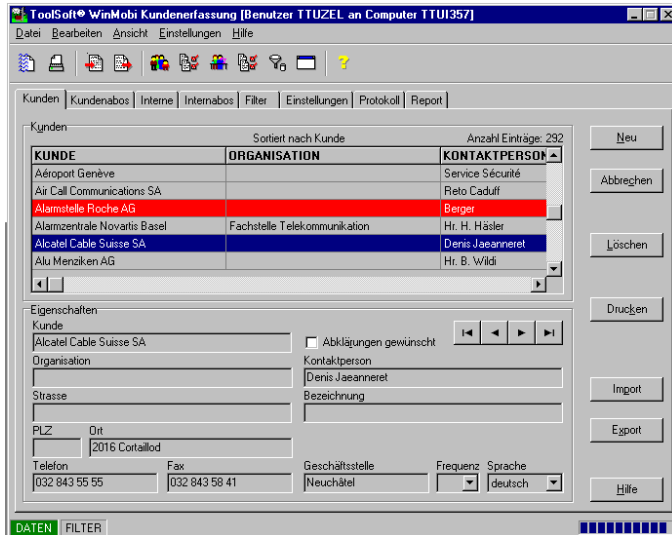 ToolSoft® WinMobi Kundenerfassung [Benutzer TTUZEL an Computer TTUI357]
Datei Bearbeiten Ansicht Einstellungen Hilfe
Kunden Kundenabos Interne Internabos Filter Einstellungen Protokoll Report
Kunden
Sortiert nach Kunde Anzahl Einträge: 292
KUNDE ORGANISATION KONTAKTPERSON
Aéroport Genève Service Sécurité
Air Call Communications SA Reto Caduff
Alarmstelle Roche AG Berger
Alarmzentrale Novartis Basel Fachstelle Telekommunikation Hr. H. Häsler
Alcatel Cable Suisse SA Denis Jaeanneret
Alu Menziken AG Hr. B. Wildi
Neu
Abbrechen
Löschen
Drucken
Import
Export
Hilfe
Eigenschaften
Kunde
Alcatel Cable Suisse SA Abklärungen gewünscht
Organisation Kontaktperson
Denis Jaeanneret
Strasse Bezeichnung
PLZ Ort
2016 Cortaillod
Telefon Fax Geschäftsstelle Frequenz Sprache
032 843 55 55 032 843 58 41 Neuchâtel deutsch
DATEN FILTER